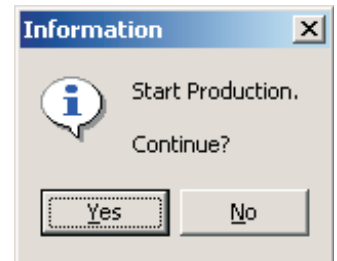 Information
Start Production.
Continue?
Yes
No